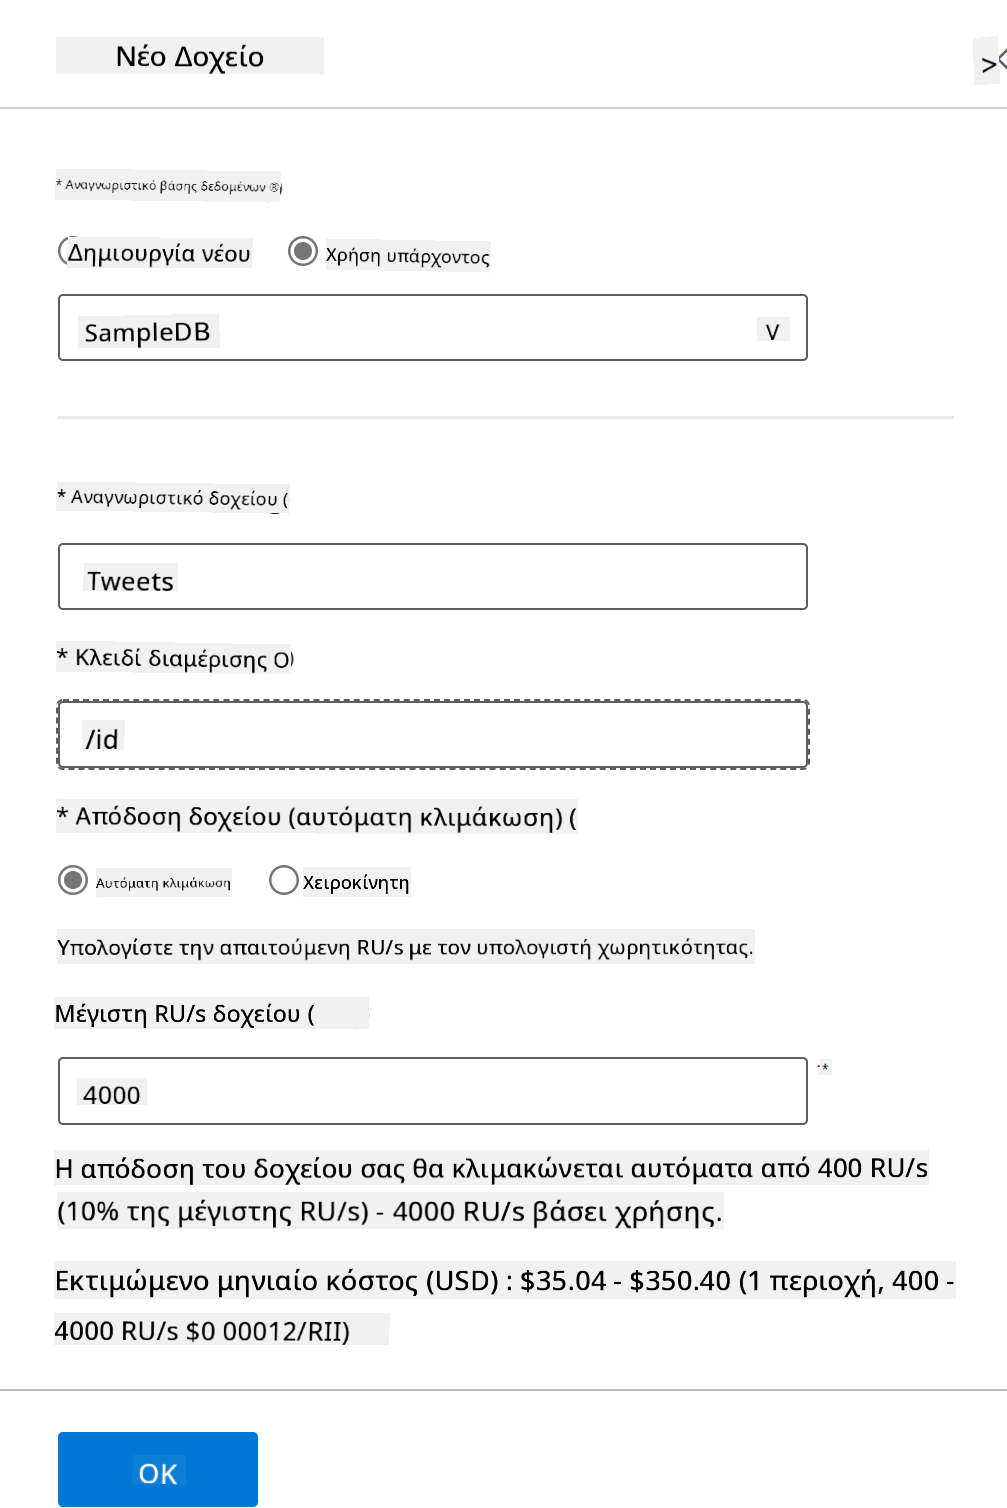 Νέο Δοχείο
>
* Αναγνωριστικό βάσης δεδομένων ®
Δημιουργία νέου Χρήση υπάρχοντος
SampleDB V
* Αναγνωριστικό δοχείου (
Tweets
* Κλειδί διαμέρισης Ο)
/id
* Απόδοση δοχείου (αυτόματη κλιμάκωση) (
Αυτόματη κλιμάκωση Χειροκίνητη
Υπολογίστε την απαιτούμενη RU/s με τον υπολογιστή χωρητικότητας.
Μέγιστη RU/s δοχείου (
4000 *
Η απόδοση του δοχείου σας θα κλιμακώνεται αυτόματα από 400 RU/s
(10% της μέγιστης RU/s) - 4000 RU/s βάσει χρήσης.
Εκτιμώμενο μηνιαίο κόστος (USD) : $35.04 - $350.40 (1 περιοχή, 400 -
4000 RU/s $0 00012/RII)
OK